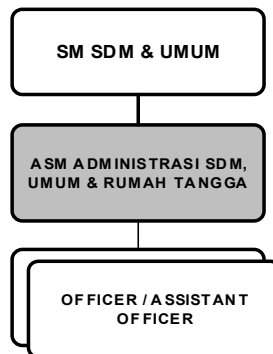 SM SDM & UMUM
ASM ADMINISTRASI SDM,
UMUM & RUMAH TANGGA
OFFICER / ASSISTANT
OFFICER